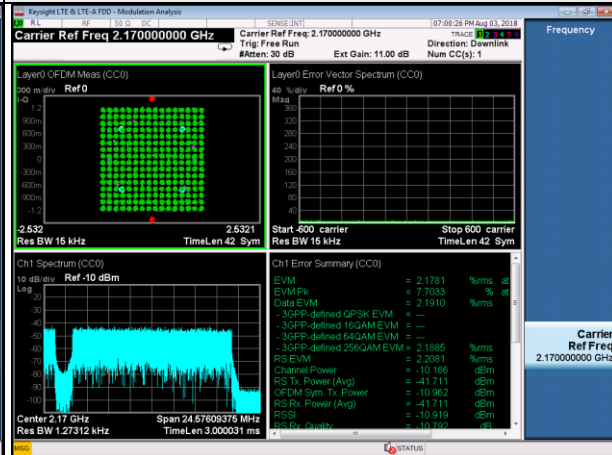 Keysight LTE & LTE-A FDD - Modulation Analysis
RL RF 50 Ω DC SENSE:INT 07:00:26 PM Aug 03, 2018
Carrier Ref Freq 2.170000000 GHz
Carrier Ref Freq: 2.170000000 GHz
Trig: Free Run
#Atten: 30 dB Ext Gain: 11.00 dB
TRACE 1 2 3 4 5 6
Direction: Downlink
Num CC(s): 1
Frequency
Layer0 OFDM Meas (CC0)
300 m/div Ref 0
I-Q
1.2
900m
600m
300m
0
-300m
-600m
-900m
-1.2
-2.532 2.5321
Res BW 15 kHz TimeLen 42 Sym
Layer0 Error Vector Spectrum (CC0)
40 %/div Ref 0 %
Mag
360
320
280
240
200
160
120
80
40
Start -600 carrier Stop 600 carrier
Res BW 15 kHz TimeLen 42 Sym
Ch1 Spectrum (CC0)
10 dB/div Ref -10 dBm
Log
-20
-30
-40
-50
-60
-70
-80
-90
-100
Center 2.17 GHz Span 24.57609375 MHz
Res BW 1.27312 kHz TimeLen 3.000031 ms
Ch1 Error Summary (CC0)
EVM = 2.1781 %rms at
EVM Pk = 7.7033 % at
Data EVM = 2.1910 %rms
- 3GPP-defined QPSK EVM = ---
- 3GPP-defined 16QAM EVM = ---
- 3GPP-defined 64QAM EVM = ---
- 3GPP-defined 256QAM EVM = 2.1885 %rms
RS EVM = 2.2081 %rms
Channel Power = -10.186 dBm
RS Tx. Power (Avg) = -41.711 dBm
OFDM Sym. Tx. Power = -10.962 dBm
RS Rx. Power (Avg) = -41.711 dBm
RSSI = -10.919 dBm
RS Rx. Quality = -10.792 dB
Carrier
Ref Freq
2.170000000 GHz
MSG STATUS